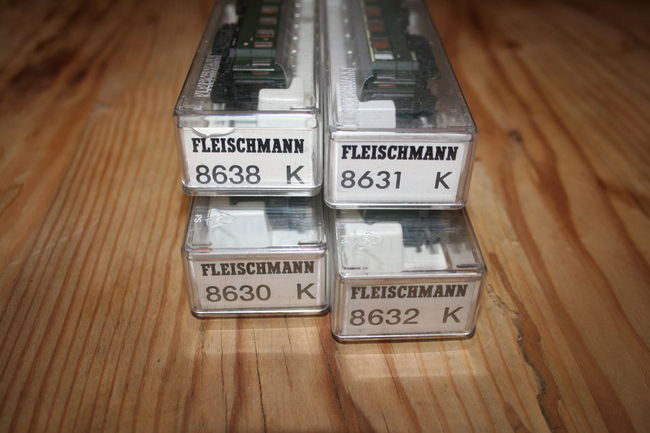 FLEISCHMANN
8638 K
FLEISCHMANN
8631 K
FLEISCHMANN
8630 K
FLEISCHMANN
8632 K